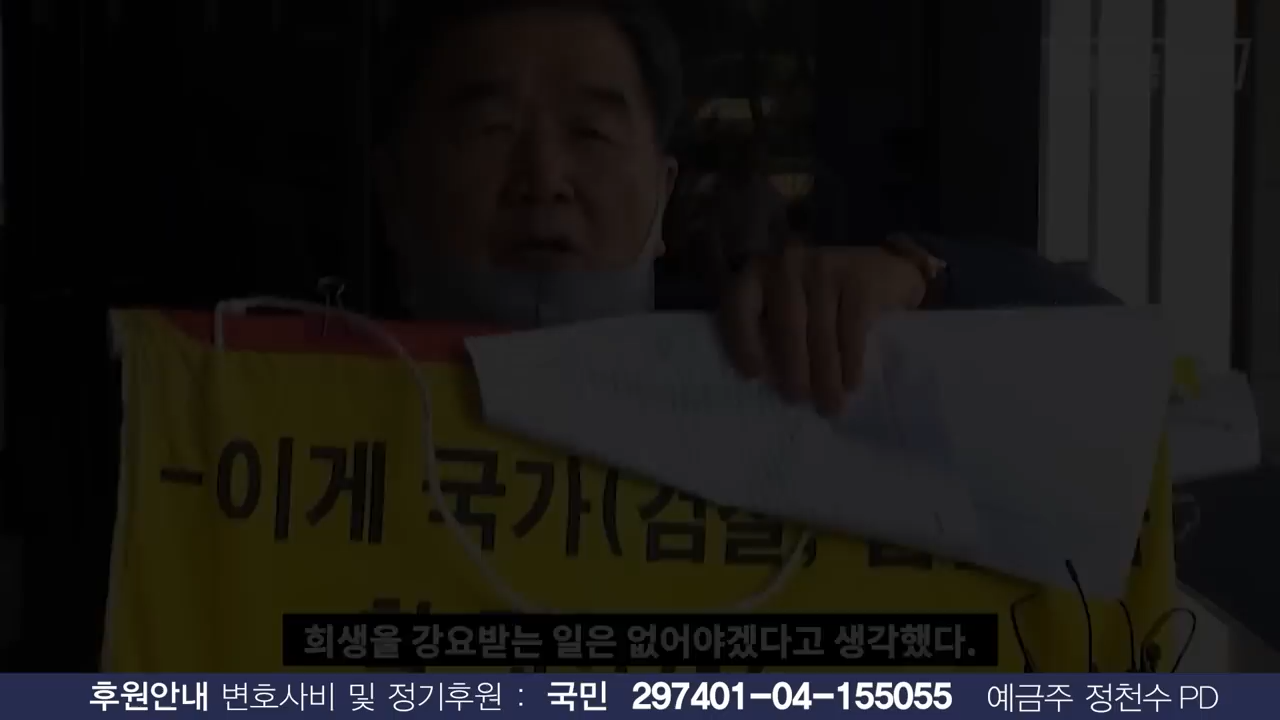 -이게 국가(검찰,
희생을 강요받는 일은 없어야겠다고 생각했다.
후원안내 변호사비 및 정기후원 : 국민 297401-04-155055 예금주 정천수 PD